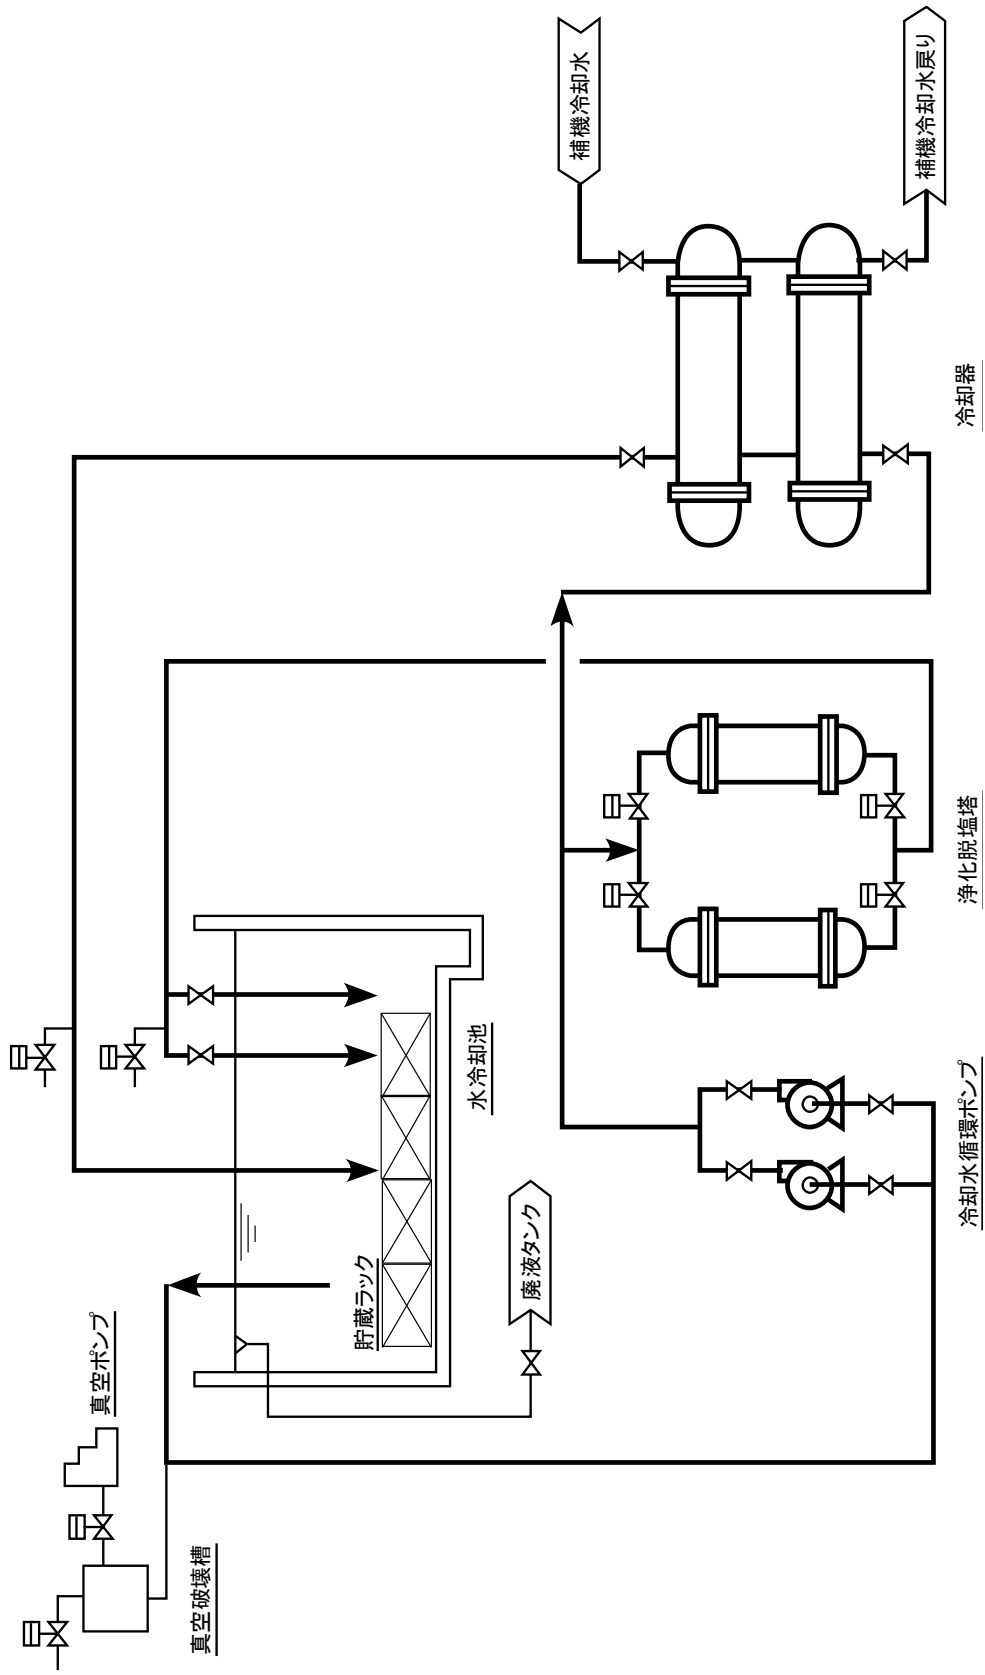 真空破壊槽
真空ポンプ
貯蔵ラック
水冷却池
廃液タンク
冷却水循環ポンプ
浄化脱塩塔
冷却器
補機冷却水
補機冷却水戻り